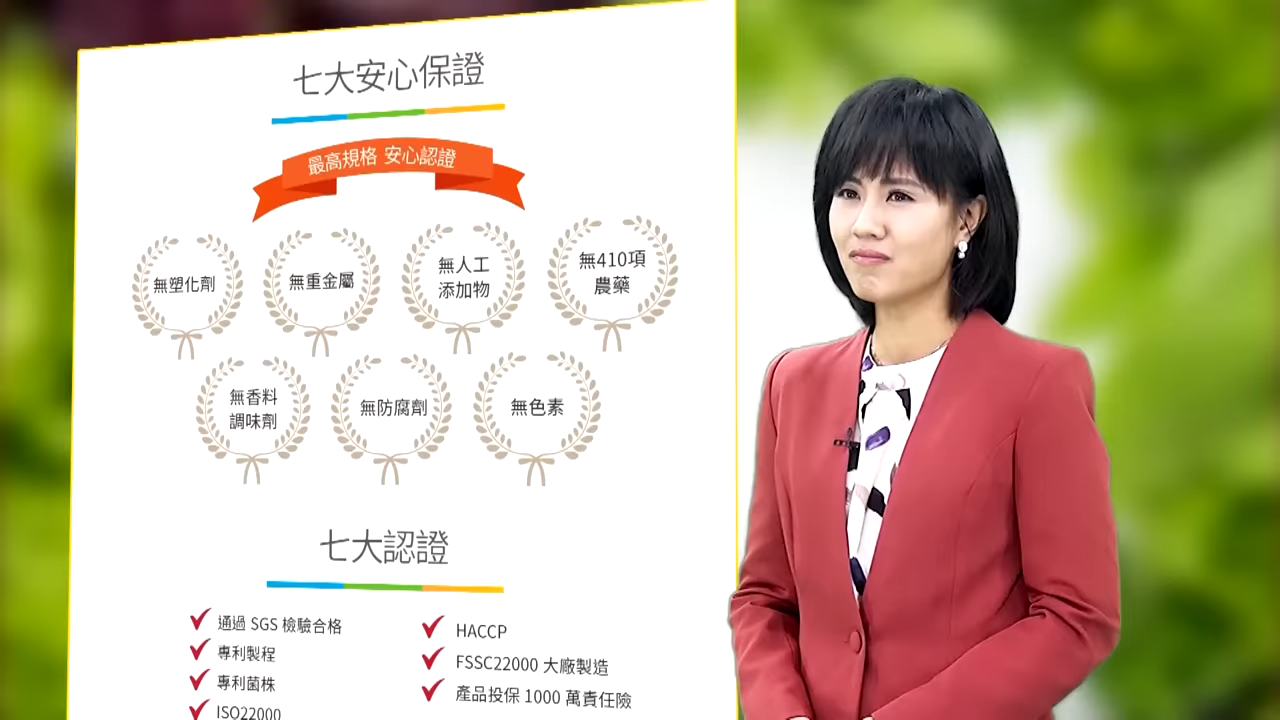 七大安心保證
最高規格 安心認證
無塑化劑
無重金屬
無人工
添加物
無410項
農藥
無香料
調味劑
無防腐劑
無色素
七大認證
通過 SGS 檢驗合格
專利製程
專利菌株
ISO22000
HACCP
FSSC22000 大廠製造
產品投保 1000 萬責任險